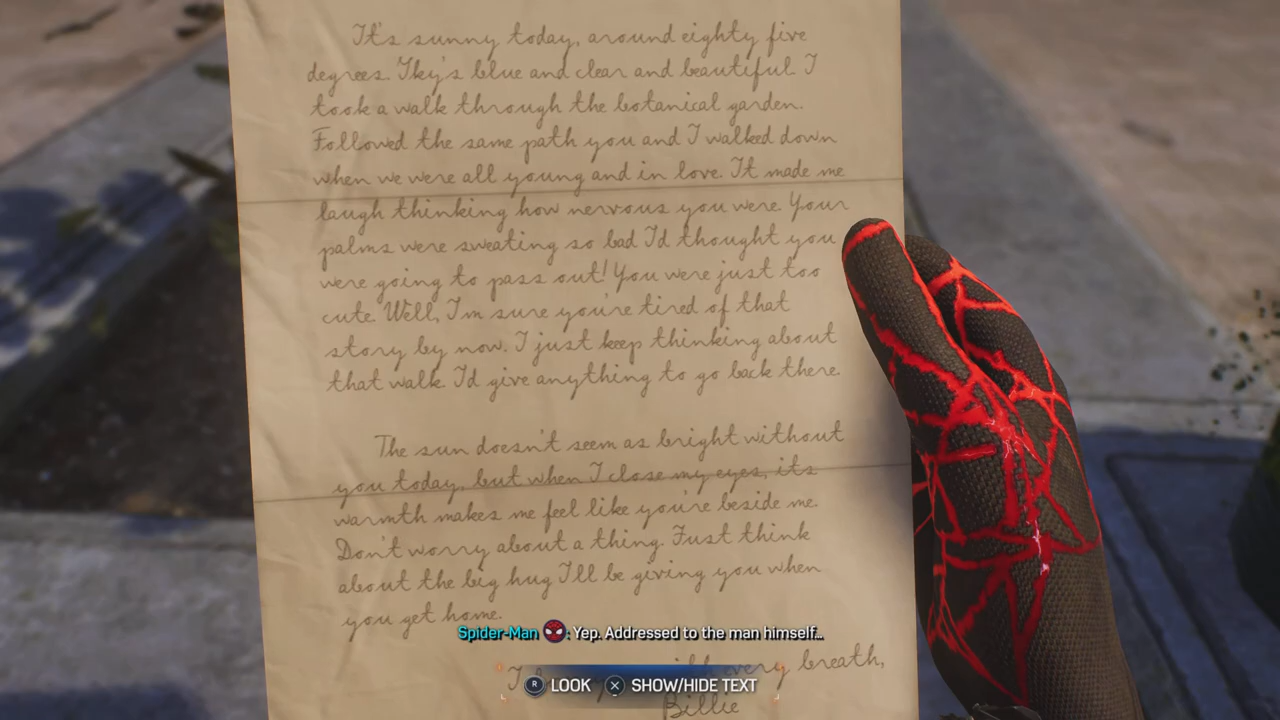 It's sunny today, around eighty five
degrees. Sky's blue and clear and beautiful. I
took a walk through the botanical garden.
Followed the same path you and I walked down
when we were all young and in love. It made me
laugh thinking how nervous you were. Your
palms were sweating so bad I'd thought you
were going to pass out! You were just too
cute. Well, I'm sure you're tired of that
story by now. I just keep thinking about
that walk. I'd give anything to go back there.
The sun doesn't seem as bright without
you today, but when I close my eyes, its
warmth makes me feel like you're beside me.
Don't worry about a thing. Just think
about the big hug I'll be giving you when
you get home.
Spider-Man : Yep. Addressed to the man himself...
I very breath,
R LOOK X SHOW/HIDE TEXT
Billie